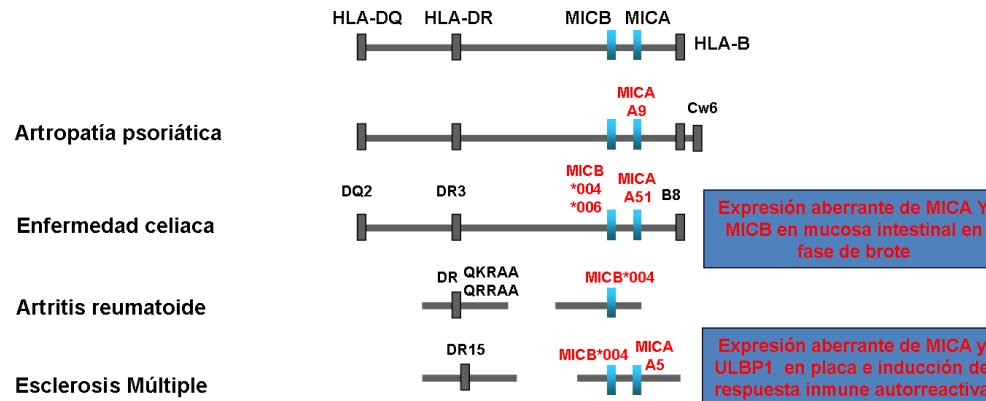 HLA-DQ HLA-DR MICB MICA
HLA-B
Artropatía psoriática
MICA
A9
Cw6
Enfermedad celiaca
DQ2
DR3
MICB
*004
*006
MICA
A51
B8
Expresión aberrante de MICA Y
MICB en mucosa intestinal en
fase de brote
Artritis reumatoide
DR
QKRAA
QRRAA
MICB*004
Esclerosis Múltiple
DR15
MICB*004
MICA
A5
Expresión aberrante de MICA y
ULBP1 en placa e inducción de
respuesta inmune autorreactiva